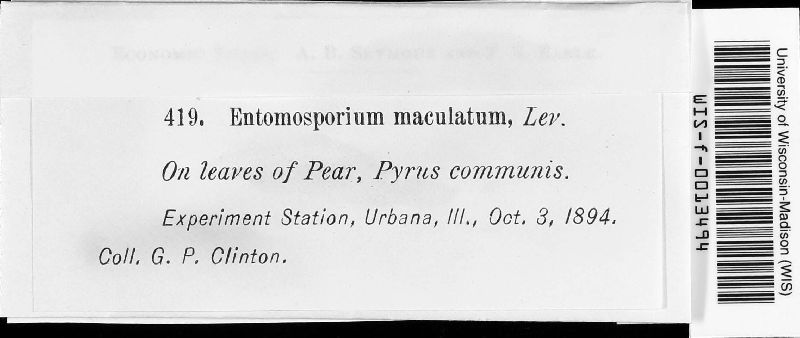 419. Entomosporium maculatum, Lev.
On leaves of Pear, Pyrus communis.
Experiment Station, Urbana, Ill., Oct. 3, 1894.
Coll. G. P. Clinton.
University of Wisconsin-Madison (WIS)
WIS-f-0013494